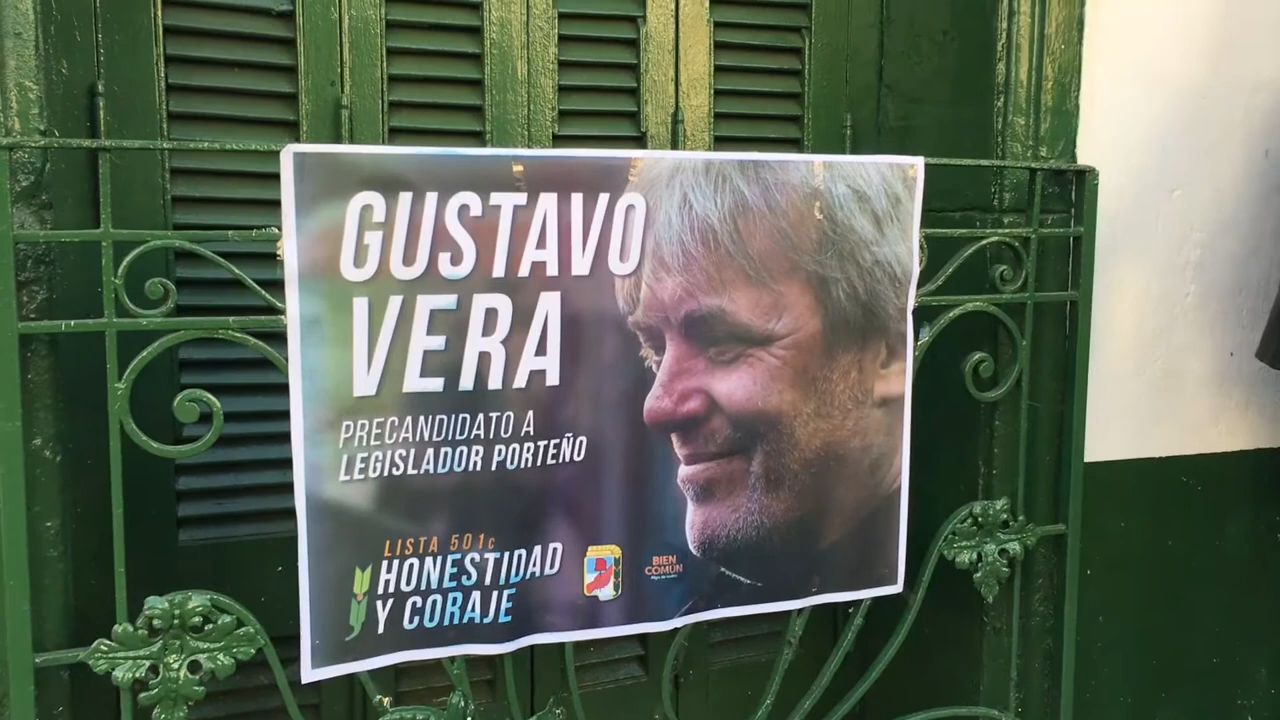 GUSTAVO
VERA
PRECANDIDATO A
LEGISLADOR PORTEÑO
LISTA 501c
HONESTIDAD
Y CORAJE
BIEN
COMÚN